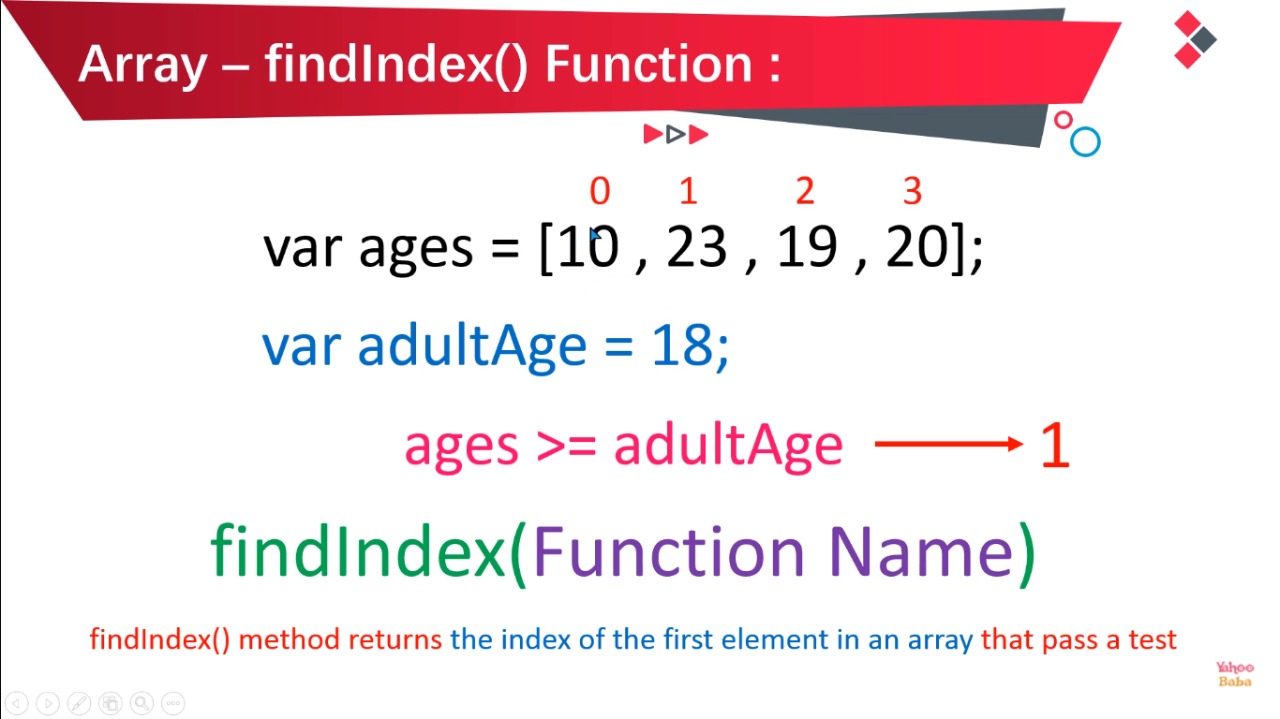 Array – findIndex() Function :
0 1 2 3
var ages = [10 , 23 , 19 , 20];
var adultAge = 18;
ages >= adultAge 1
findIndex(Function Name)
findIndex() method returns the index of the first element in an array that pass a test
Yahoo
Baba